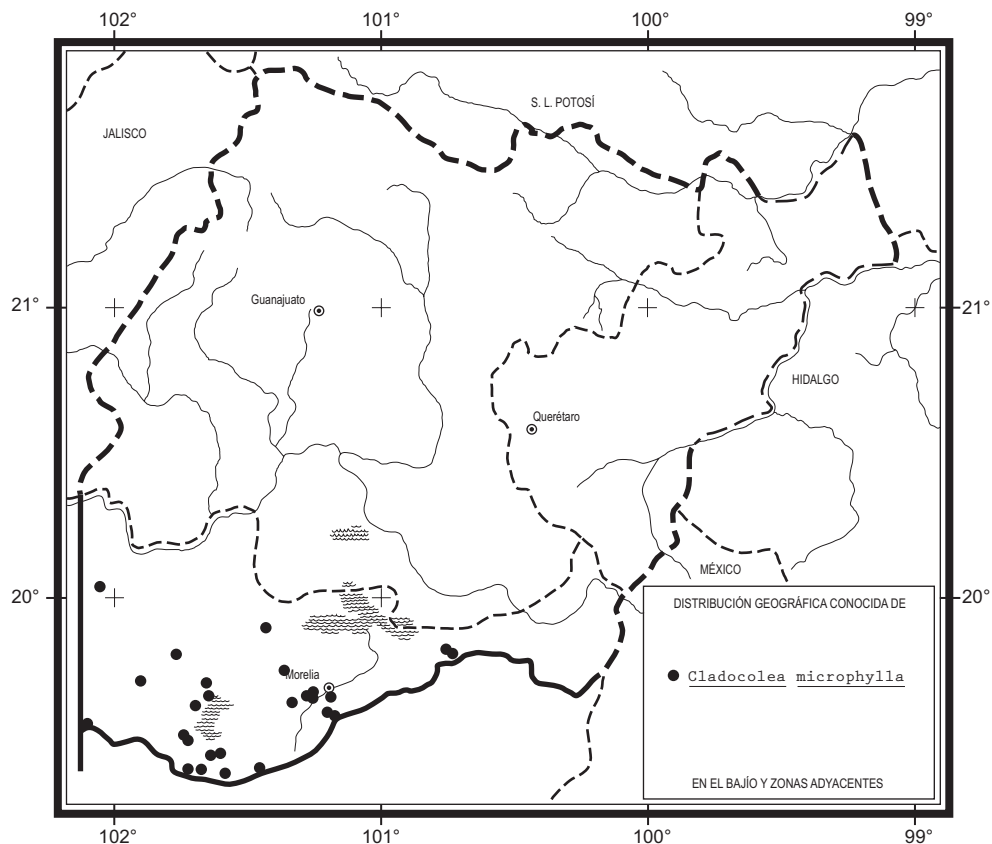 102° 101° 100° 99°
S. L. POTOSÍ
JALISCO
Guanajuato
21° 21°
HIDALGO
Querétaro
MÉXICO
20° 20°
DISTRIBUCIÓN GEOGRÁFICA CONOCIDA DE
Morelia
Cladocolea microphylla
EN EL BAJÍO Y ZONAS ADYACENTES
102° 101° 100° 99°